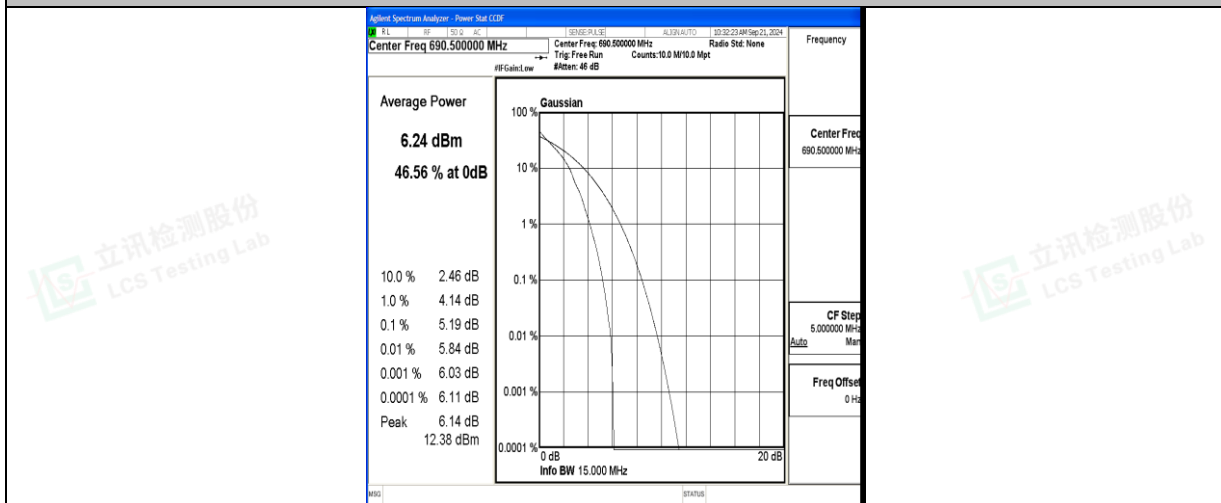 Agilent Spectrum Analyzer - Power Stat CCDF
RL RF 50 Ω AC SENSE:PULSE ALIGN AUTO 10:32:23 AM Sep 21, 2024
Center Freq 690.500000 MHz
Center Freq: 690.500000 MHz Radio Std: None
Trig: Free Run Counts:10.0 M/10.0 Mpt
#IFGain:Low #Atten: 46 dB
Frequency
Average Power
6.24 dBm
46.56 % at 0dB
10.0 % 2.46 dB
1.0 % 4.14 dB
0.1 % 5.19 dB
0.01 % 5.84 dB
0.001 % 6.03 dB
0.0001 % 6.11 dB
Peak 6.14 dB
12.38 dBm
Gaussian
100 %
10 %
1 %
0.1 %
0.01 %
0.001 %
0.0001 %
0 dB 20 dB
Info BW 15.000 MHz
Center Freq
690.500000 MHz
CF Step
5.000000 MHz
Auto Man
Freq Offset
0 Hz
MSG STATUS
立讯检测股份
LCS Testing Lab
立讯检测股份
LCS Testing Lab